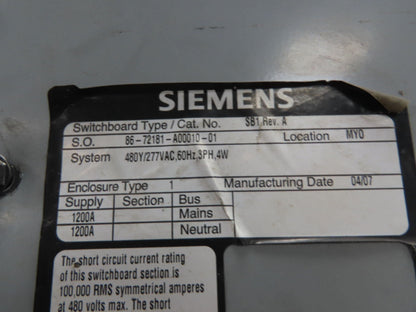 SIEMENS
Switchboard Type / Cat. No. SB1 Rev. A
S.O. 86-72181-A00010-01 Location MYO
System 480Y/277VAC,60Hz,3PH,4W
Enclosure Type 1 Manufacturing Date 04/07
Supply Section Bus
1200A Mains
1200A Neutral
The short circuit current rating
of this switchboard section is
100,000 RMS symmetrical amperes
at 480 volts max. The short